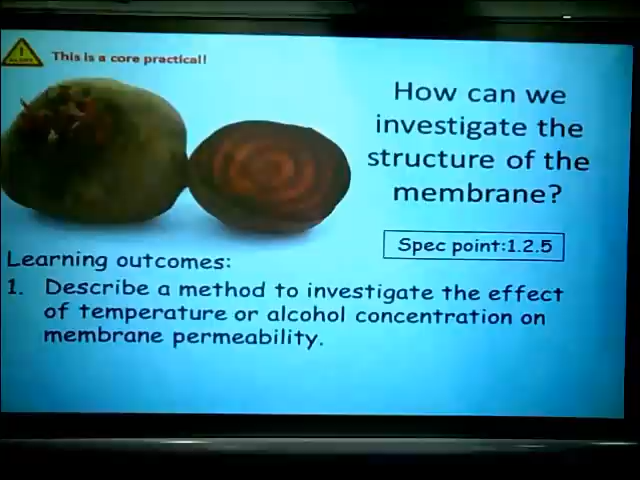 This is a core practical!
How can we
investigate the
structure of the
membrane?
Spec point:1.2.5
Learning outcomes:
1. Describe a method to investigate the effect
of temperature or alcohol concentration on
membrane permeability.